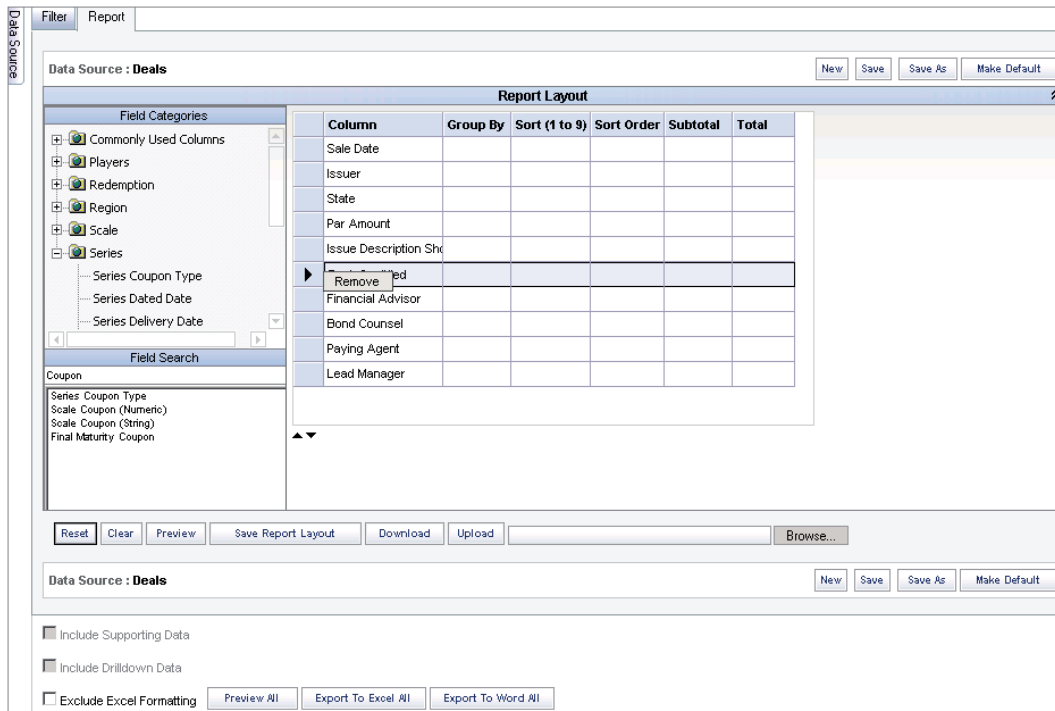 Data Source
Filter Report
Data Source : Deals New Save Save As Make Default
Report Layout
Field Categories
Commonly Used Columns
Players
Redemption
Region
Scale
Series
Series Coupon Type
Series Dated Date
Series Delivery Date
Field Search
Coupon
Series Coupon Type
Scale Coupon (Numeric)
Scale Coupon (String)
Final Maturity Coupon
Column Group By Sort (1 to 9) Sort Order Subtotal Total
Sale Date
Issuer
State
Par Amount
Issue Description Sho
Remove
Financial Advisor
Bond Counsel
Paying Agent
Lead Manager
Reset Clear Preview Save Report Layout Download Upload Browse...
Data Source : Deals New Save Save As Make Default
Include Supporting Data
Include Drilldown Data
Exclude Excel Formatting Preview All Export To Excel All Export To Word All